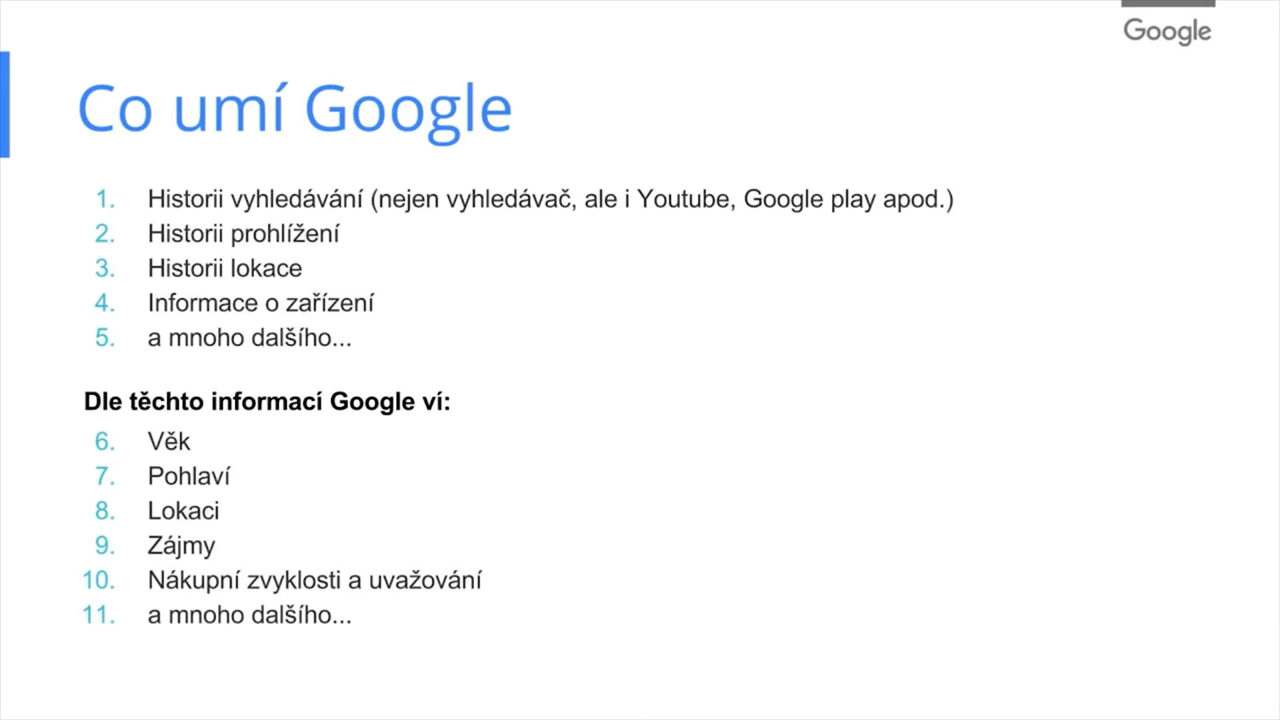 Google
Co umí Google
1. Historii vyhledávání (nejen vyhledávač, ale i Youtube, Google play apod.)
2. Historii prohlížení
3. Historii lokace
4. Informace o zařízení
5. a mnoho dalšího...
Dle těchto informací Google ví:
6. Věk
7. Pohlaví
8. Lokaci
9. Zájmy
10. Nákupní zvyklosti a uvažování
11. a mnoho dalšího...